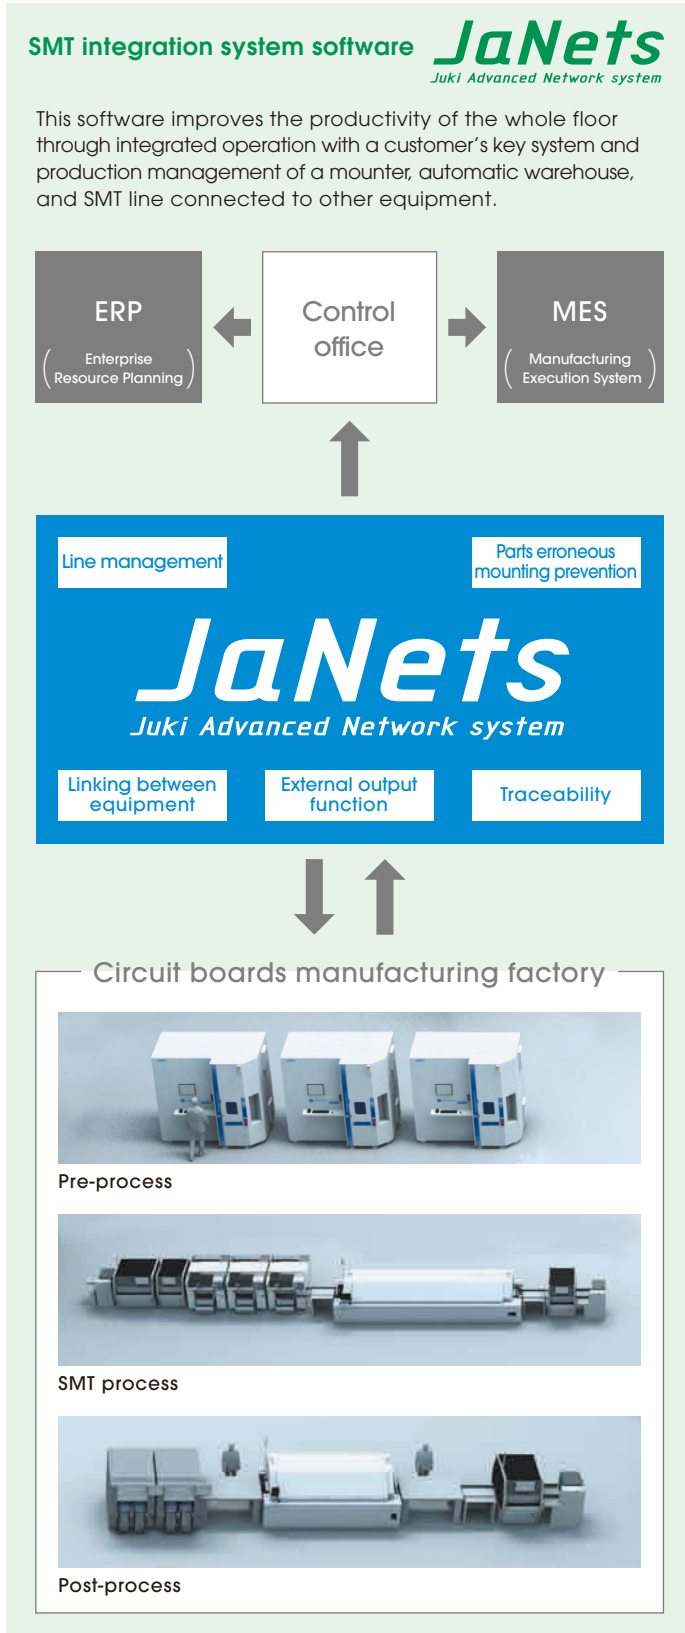 SMT integration system software
JaNets
Juki Advanced Network system
This software improves the productivity of the whole floor
through integrated operation with a customer's key system and
production management of a mounter, automatic warehouse,
and SMT line connected to other equipment.
ERP
(Enterprise
Resource Planning)
Control
office
MES
(Manufacturing
Execution System)
Line management
Parts erroneous
mounting prevention
JaNets
Juki Advanced Network system
Linking between
equipment
External output
function
Traceability
Circuit boards manufacturing factory
Pre-process
SMT process
Post-process